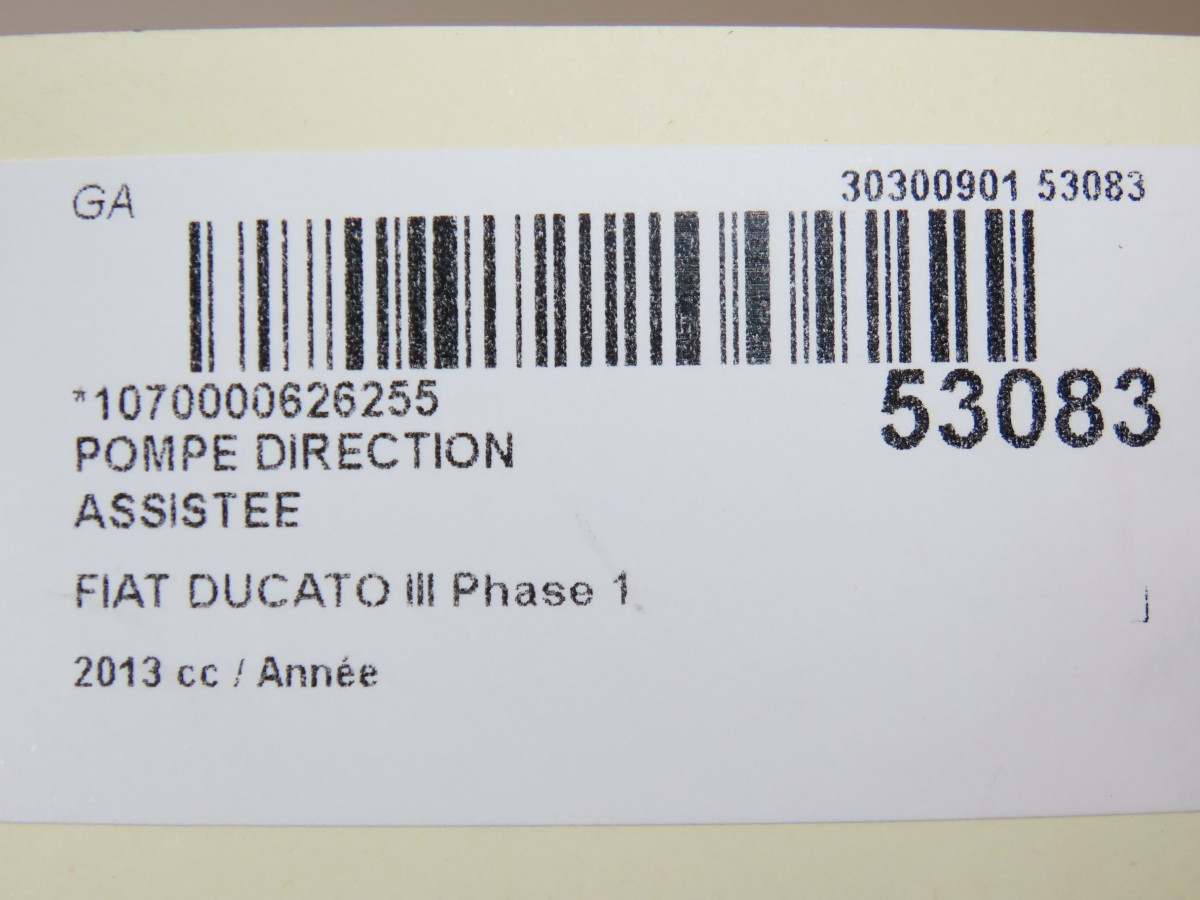 GA
30300901 53083
*1070000626255
53083
POMPE DIRECTION
ASSISTEE
FIAT DUCATO III Phase 1
2013 cc / Année